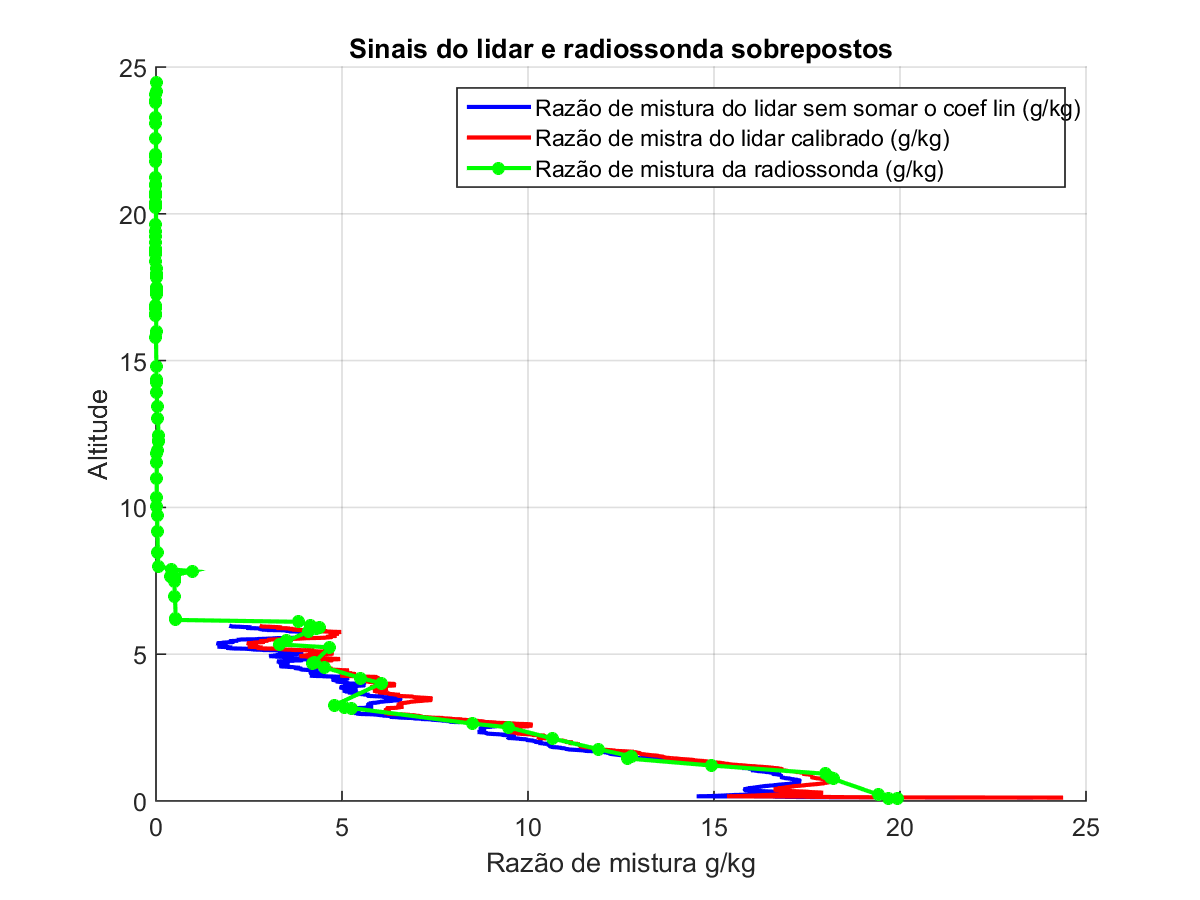 Sinais do lidar e radiossonda sobrepostos
25
Razão de mistura do lidar sem somar o coef lin (g/kg)
Razão de mistra do lidar calibrado (g/kg)
Razão de mistura da radiossonda (g/kg)
20
15
Altitude
10
5
0
0 5 10 15 20 25
Razão de mistura g/kg